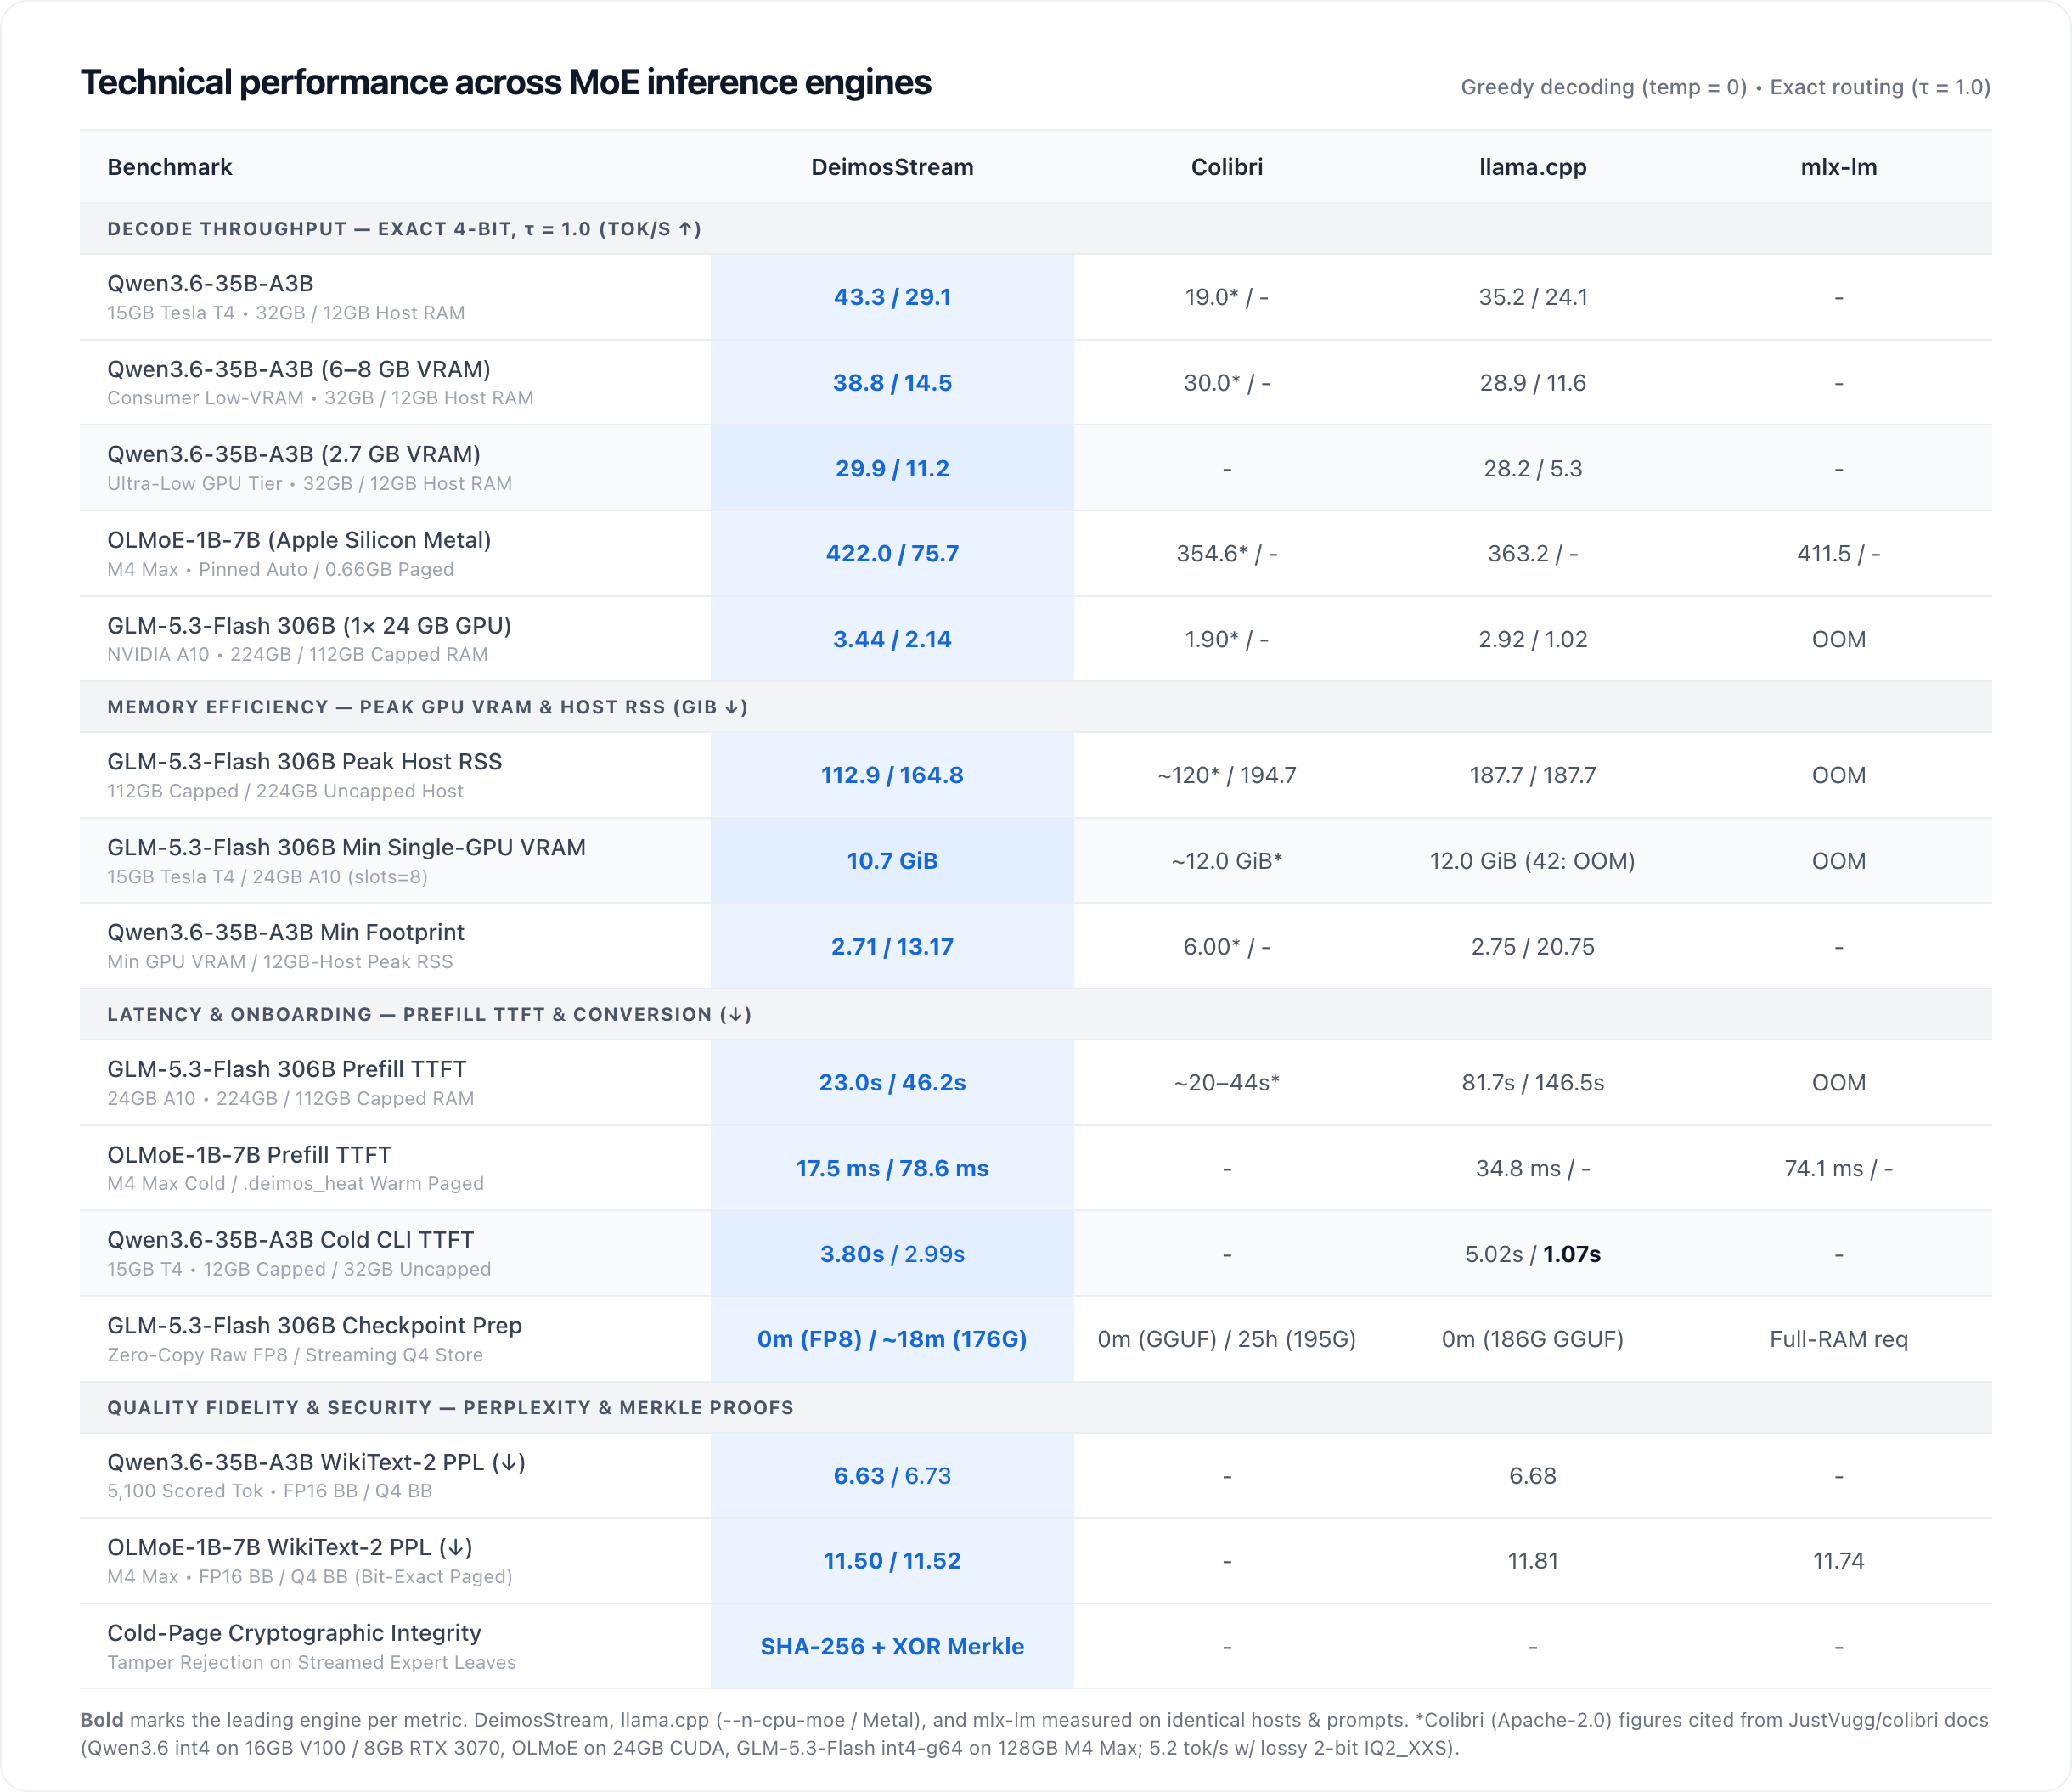 Technical performance across MoE inference engines
Greedy decoding (temp = 0) • Exact routing (τ = 1.0)
Benchmark DeimosStream Colibri llama.cpp mlx-lm
DECODE THROUGHPUT — EXACT 4-BIT, τ = 1.0 (TOK/S ↑)
Qwen3.6-35B-A3B
15GB Tesla T4 • 32GB / 12GB Host RAM
43.3 / 29.1 19.0* / - 35.2 / 24.1 -
Qwen3.6-35B-A3B (6–8 GB VRAM)
Consumer Low-VRAM • 32GB / 12GB Host RAM
38.8 / 14.5 30.0* / - 28.9 / 11.6 -
Qwen3.6-35B-A3B (2.7 GB VRAM)
Ultra-Low GPU Tier • 32GB / 12GB Host RAM
29.9 / 11.2 - 28.2 / 5.3 -
OLMoE-1B-7B (Apple Silicon Metal)
M4 Max • Pinned Auto / 0.66GB Paged
422.0 / 75.7 354.6* / - 363.2 / - 411.5 / -
GLM-5.3-Flash 306B (1× 24 GB GPU)
NVIDIA A10 • 224GB / 112GB Capped RAM
3.44 / 2.14 1.90* / - 2.92 / 1.02 OOM
MEMORY EFFICIENCY — PEAK GPU VRAM & HOST RSS (GIB ↓)
GLM-5.3-Flash 306B Peak Host RSS
112GB Capped / 224GB Uncapped Host
112.9 / 164.8 ~120* / 194.7 187.7 / 187.7 OOM
GLM-5.3-Flash 306B Min Single-GPU VRAM
15GB Tesla T4 / 24GB A10 (slots=8)
10.7 GiB ~12.0 GiB* 12.0 GiB (42: OOM) OOM
Qwen3.6-35B-A3B Min Footprint
Min GPU VRAM / 12GB-Host Peak RSS
2.71 / 13.17 6.00* / - 2.75 / 20.75 -
LATENCY & ONBOARDING — PREFILL TTFT & CONVERSION (↓)
GLM-5.3-Flash 306B Prefill TTFT
24GB A10 • 224GB / 112GB Capped RAM
23.0s / 46.2s ~20–44s* 81.7s / 146.5s OOM
OLMoE-1B-7B Prefill TTFT
M4 Max Cold / .deimos_heat Warm Paged
17.5 ms / 78.6 ms - 34.8 ms / - 74.1 ms / -
Qwen3.6-35B-A3B Cold CLI TTFT
15GB T4 • 12GB Capped / 32GB Uncapped
3.80s / 2.99s - 5.02s / 1.07s -
GLM-5.3-Flash 306B Checkpoint Prep
Zero-Copy Raw FP8 / Streaming Q4 Store
0m (FP8) / ~18m (176G) 0m (GGUF) / 25h (195G) 0m (186G GGUF) Full-RAM req
QUALITY FIDELITY & SECURITY — PERPLEXITY & MERKLE PROOFS
Qwen3.6-35B-A3B WikiText-2 PPL (↓)
5,100 Scored Tok • FP16 BB / Q4 BB
6.63 / 6.73 - 6.68 -
OLMoE-1B-7B WikiText-2 PPL (↓)
M4 Max • FP16 BB / Q4 BB (Bit-Exact Paged)
11.50 / 11.52 - 11.81 11.74
Cold-Page Cryptographic Integrity
Tamper Rejection on Streamed Expert Leaves
SHA-256 + XOR Merkle - - -
Bold marks the leading engine per metric. DeimosStream, llama.cpp (--n-cpu-moe / Metal), and mlx-lm measured on identical hosts & prompts. *Colibri (Apache-2.0) figures cited from JustVugg/colibri docs
(Qwen3.6 int4 on 16GB V100 / 8GB RTX 3070, OLMoE on 24GB CUDA, GLM-5.3-Flash int4-g64 on 128GB M4 Max; 5.2 tok/s w/ lossy 2-bit IQ2_XXS).